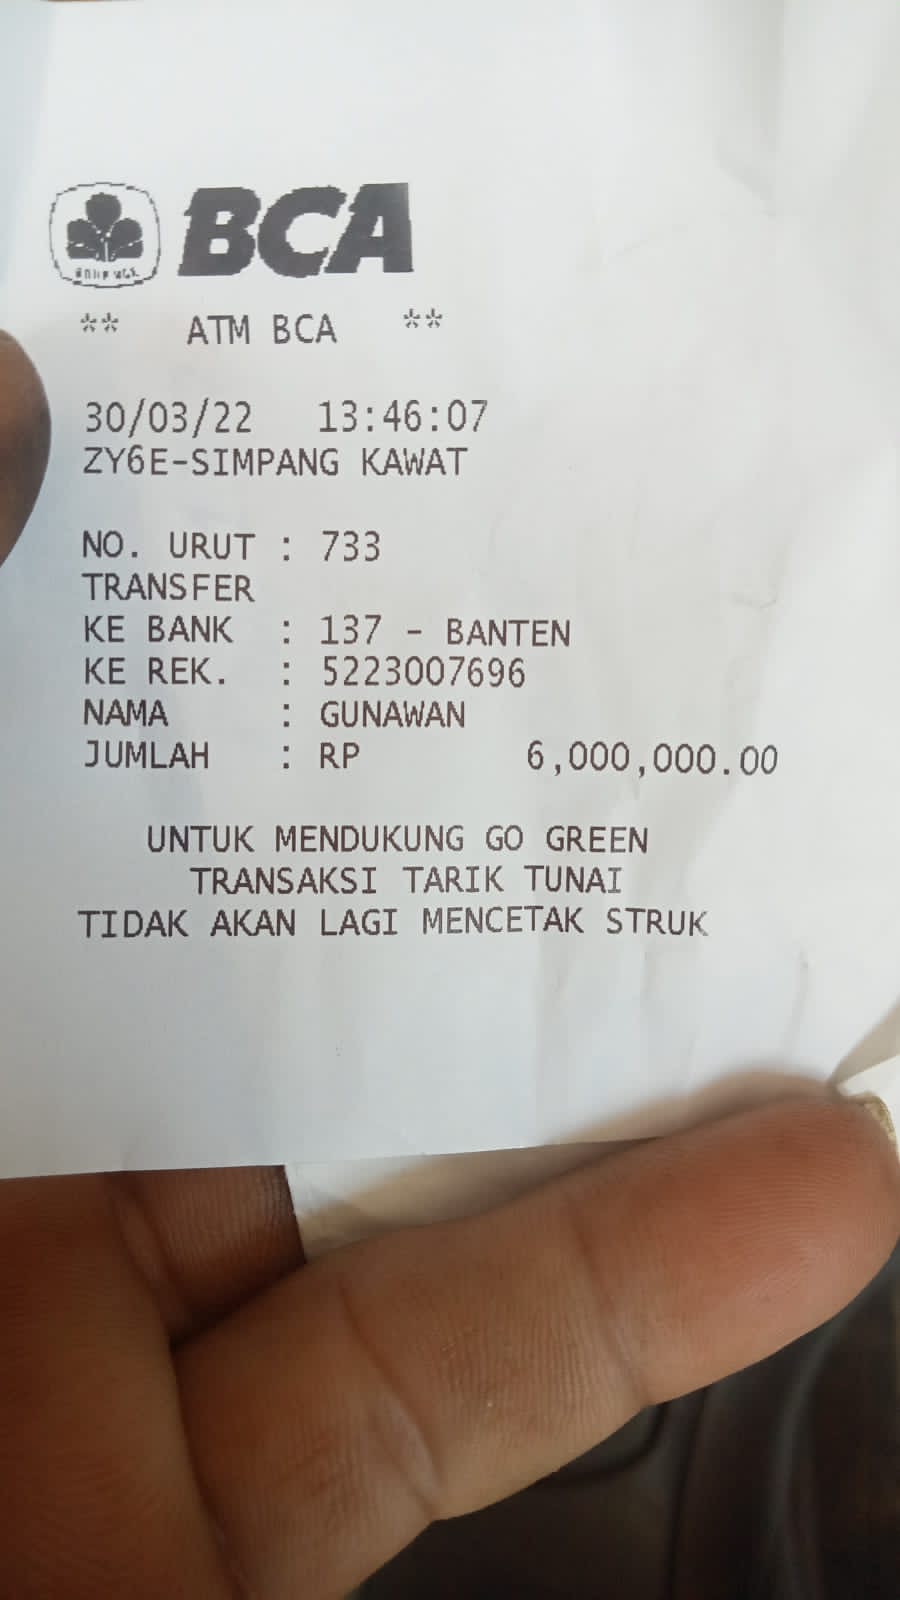 BCA
** ATM BCA **
30/03/22 13:46:07
ZY6E-SIMPANG KAWAT
NO. URUT : 733
TRANSFER
KE BANK : 137 - BANTEN
KE REK. : 5223007696
NAMA : GUNAWAN
JUMLAH : RP 6,000,000.00
UNTUK MENDUKUNG GO GREEN
TRANSAKSI TARIK TUNAI
TIDAK AKAN LAGI MENCETAK STRUK